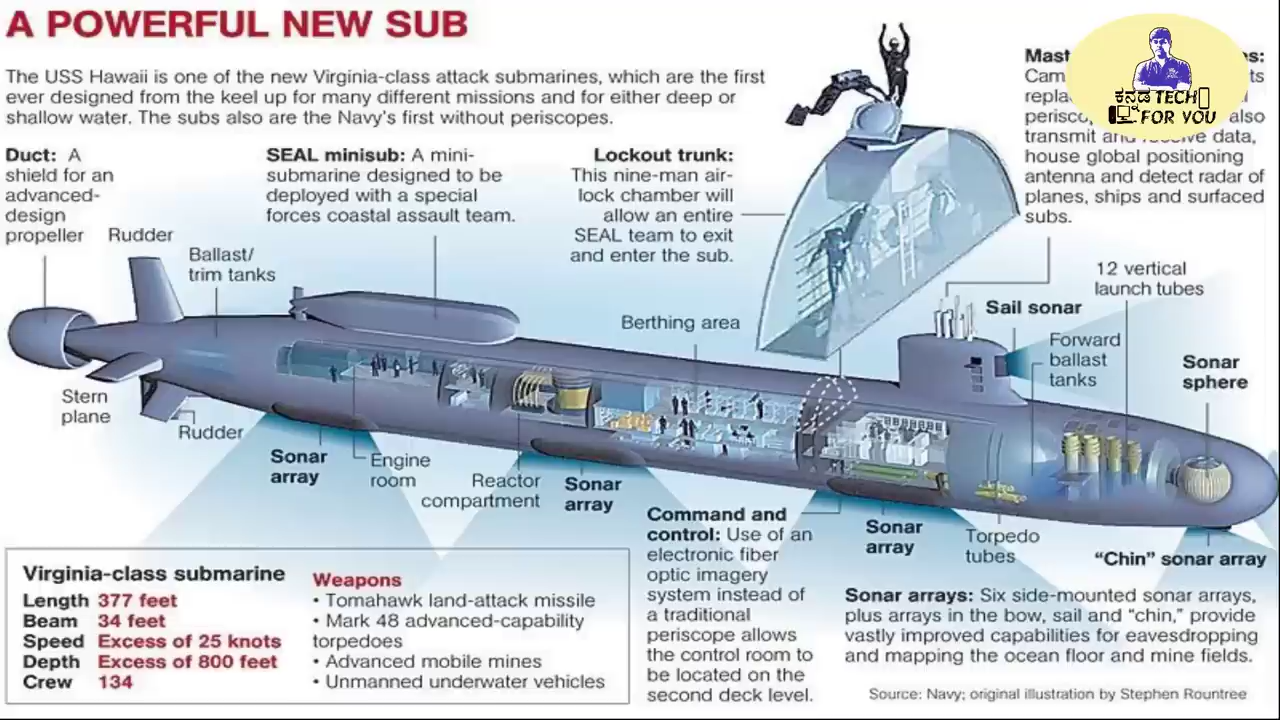 A POWERFUL NEW SUB
The USS Hawaii is one of the new Virginia-class attack submarines, which are the first
ever designed from the keel up for many different missions and for either deep or
shallow water. The subs also are the Navy's first without periscopes.
Duct: A
shield for an
advanced-
design
propeller
Rudder
Ballast/
trim tanks
SEAL minisub: A mini-
submarine designed to be
deployed with a special
forces coastal assault team.
Lockout trunk:
This nine-man air-
lock chamber will
allow an entire
SEAL team to exit
and enter the sub.
ಕನ್ನಡ TECH
FOR YOU
also
transmit and data,
house global positioning
antenna and detect radar of
planes, ships and surfaced
subs.
12 vertical
launch tubes
Sail sonar
Forward
ballast
tanks
Sonar
sphere
Berthing area
Stern
plane
Rudder
Sonar
array
Engine
room
Reactor
compartment
Sonar
array
Command and
control: Use of an
electronic fiber
optic imagery
system instead of
a traditional
periscope allows
the control room to
be located on the
second deck level.
Sonar
array
Torpedo
tubes
"Chin" sonar array
Sonar arrays: Six side-mounted sonar arrays,
plus arrays in the bow, sail and "chin," provide
vastly improved capabilities for eavesdropping
and mapping the ocean floor and mine fields.
Virginia-class submarine
Length 377 feet
Beam 34 feet
Speed Excess of 25 knots
Depth Excess of 800 feet
Crew 134
Weapons
• Tomahawk land-attack missile
• Mark 48 advanced-capability
torpedoes
• Advanced mobile mines
• Unmanned underwater vehicles
Source: Navy; original illustration by Stephen Rountree